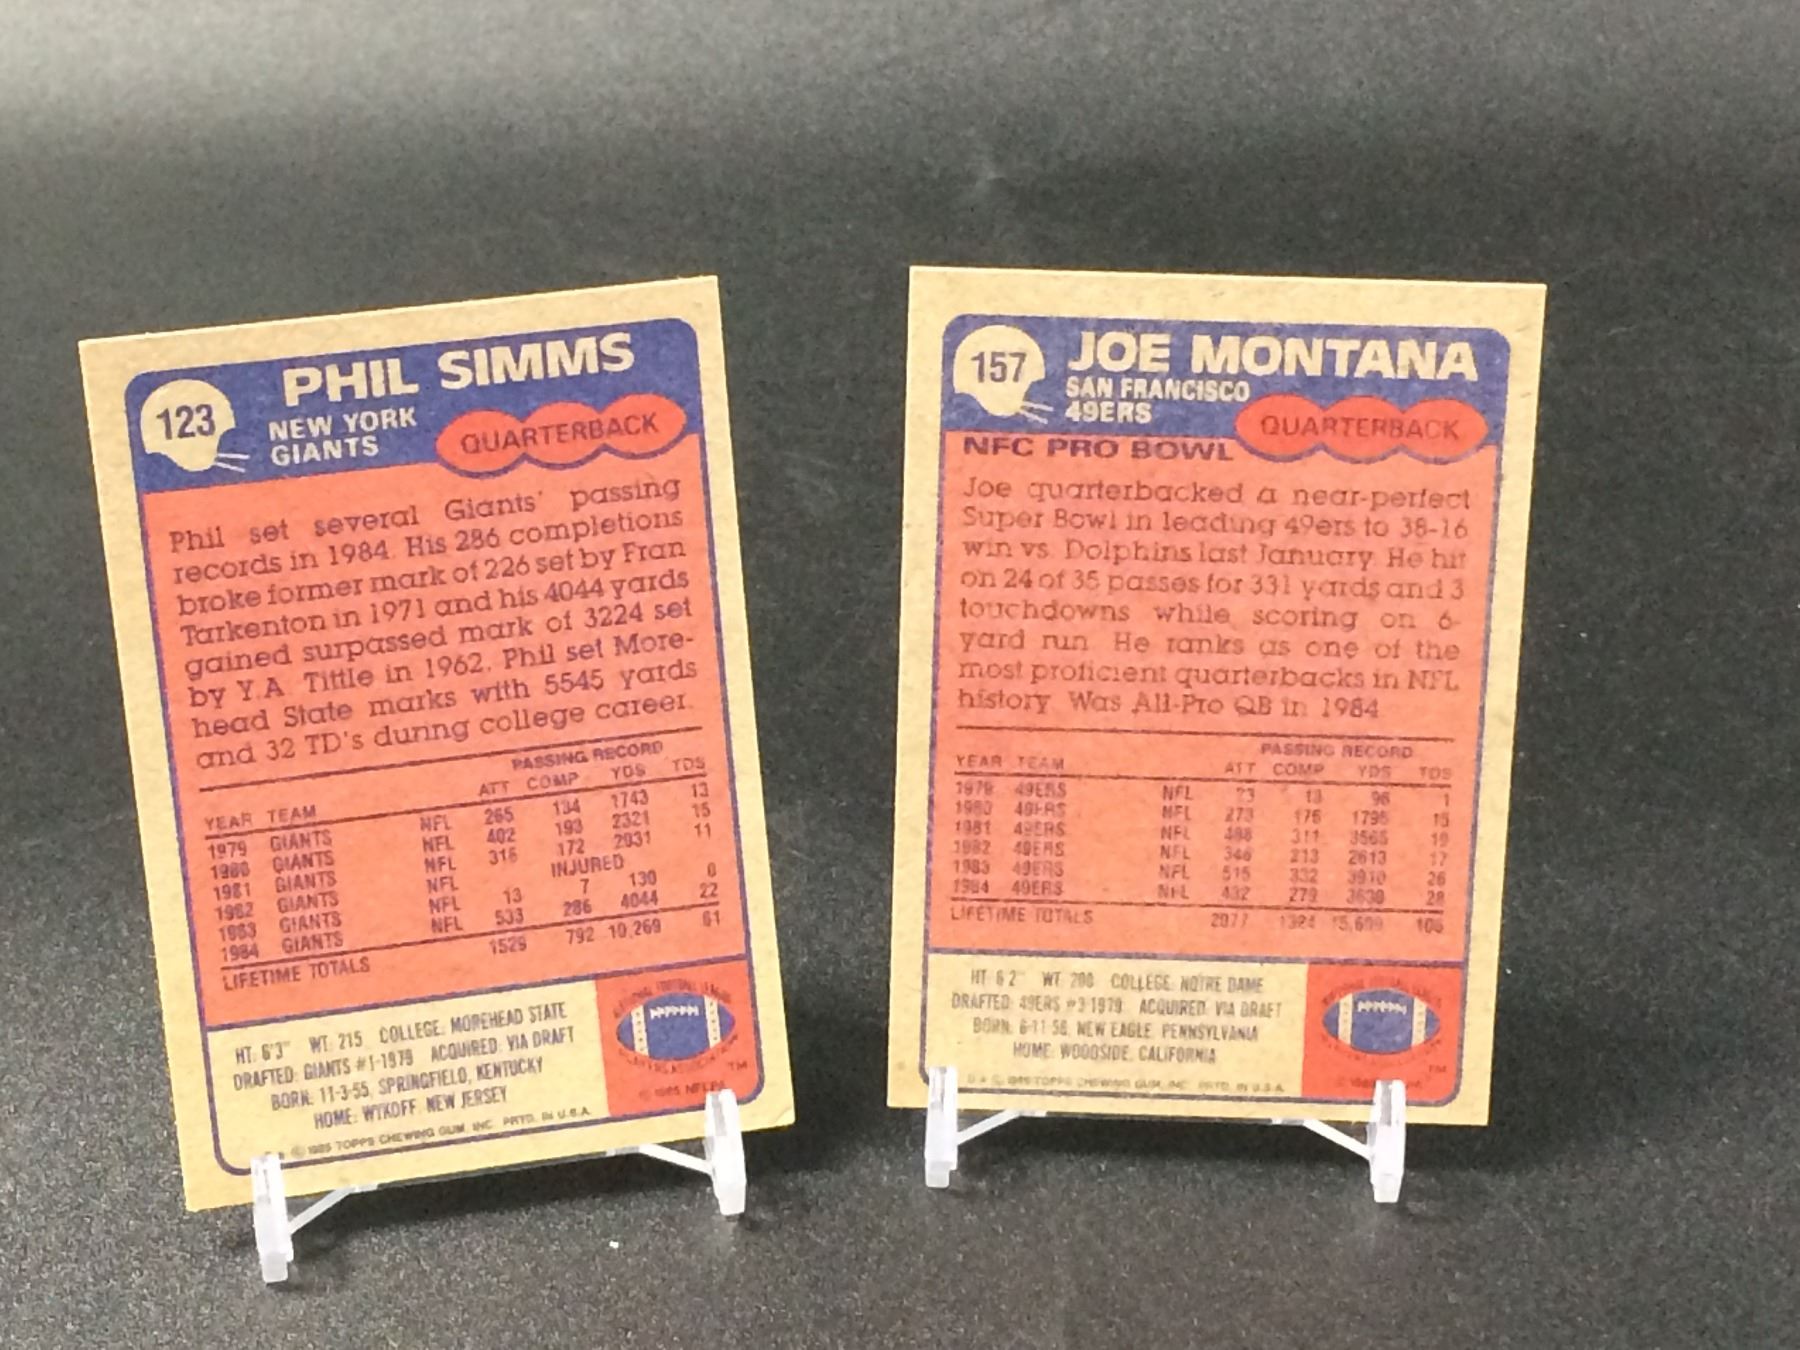 123
PHIL SIMMS
NEW YORK
GIANTS
QUARTERBACK
Phil set several Giants' passing
records in 1984. His 286 completions
broke former mark of 226 set by Fran
Tarkenton in 1971 and his 4044 yards
gained surpassed mark of 3224 set
by Y.A. Tittle in 1962. Phil set More-
head State marks with 5545 yards
and 32 TD's during college career.
PASSING RECORD
YEAR TEAM ATT COMP YDS TDS
1979 GIANTS NFL 265 134 1743 13
1980 GIANTS NFL 402 193 2321 15
1981 GIANTS NFL 316 172 2031 11
1982 GIANTS NFL INJURED
1983 GIANTS NFL 13 7 130 0
1984 GIANTS NFL 533 286 4044 22
LIFETIME TOTALS 1529 792 10,269 61
HT. 6'3" WT. 215 COLLEGE: MOREHEAD STATE
DRAFTED: GIANTS #1-1979 ACQUIRED: VIA DRAFT
BORN: 11-3-55, SPRINGFIELD, KENTUCKY
HOME: WYKOFF, NEW JERSEY
© 1985 TOPPS CHEWING GUM, INC. PRTD. IN U.S.A.
NATIONAL FOOTBALL LEAGUE
PLAYERS ASSOCIATION
TM
© 1985 NFLPA
157
JOE MONTANA
SAN FRANCISCO
49ERS
QUARTERBACK
NFC PRO BOWL
Joe quarterbacked a near-perfect
Super Bowl in leading 49ers to 38-16
win vs. Dolphins last January. He hit
on 24 of 35 passes for 331 yards and 3
touchdowns while scoring on 6-
yard run. He ranks as one of the
most proficient quarterbacks in NFL
history. Was All-Pro QB in 1984.
PASSING RECORD
YEAR TEAM ATT COMP YDS TDS
1979 49ERS NFL 23 13 96 1
1980 49ERS NFL 273 176 1795 15
1981 49ERS NFL 488 311 3565 19
1982 49ERS NFL 346 213 2613 17
1983 49ERS NFL 515 332 3910 26
1984 49ERS NFL 432 279 3630 28
LIFETIME TOTALS 2077 1324 15,609 106
HT. 6'2" WT. 200 COLLEGE: NOTRE DAME
DRAFTED: 49ERS #3-1979 ACQUIRED: VIA DRAFT
BORN: 6-11-56, NEW EAGLE, PENNSYLVANIA
HOME: WOODSIDE, CALIFORNIA
© 1985 TOPPS CHEWING GUM, INC. PRTD. IN U.S.A.
TM